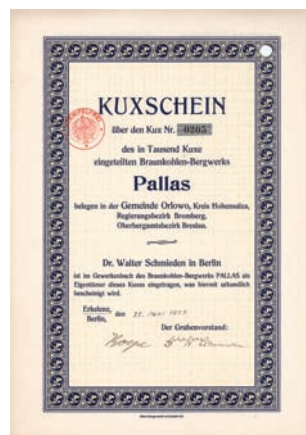 KUXSCHEIN
über den Kux Nr. 0205
des in Tausend Kuxe
eingeteilten Braunkohlen-Bergwerks
Pallas
belegen in der Gemeinde Orlowo, Kreis Hohensalza,
Regierungsbezirk Bromberg,
Oberbergamtsbezirk Breslau.
Dr. Walter Schmieden in Berlin
ist im Gewerkenbuch des Braunkohlen-Bergwerks PALLAS als
Eigentümer dieses Kuxes eingetragen, was hiermit urkundlich
bescheinigt wird.
Erkelenz,
Berlin, den
Der Grubenvorstand: